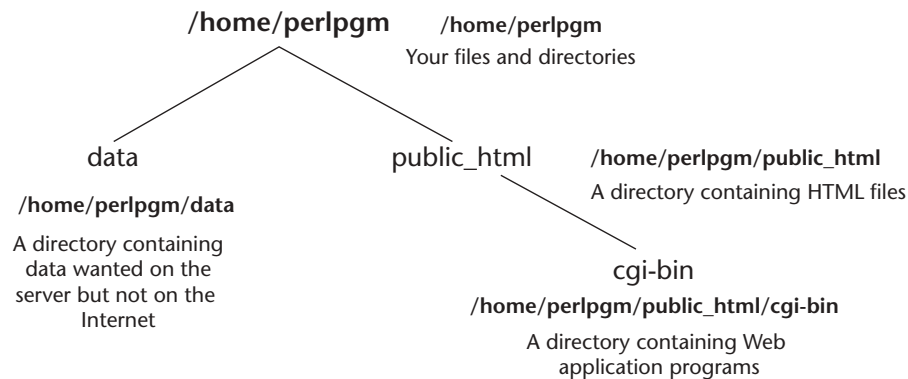 /home/perlpgm
/home/perlpgm
Your files and directories
data
/home/perlpgm/data
A directory containing
data wanted on the
server but not on the
Internet
public_html
/home/perlpgm/public_html
A directory containing HTML files
cgi-bin
/home/perlpgm/public_html/cgi-bin
A directory containing Web
application programs